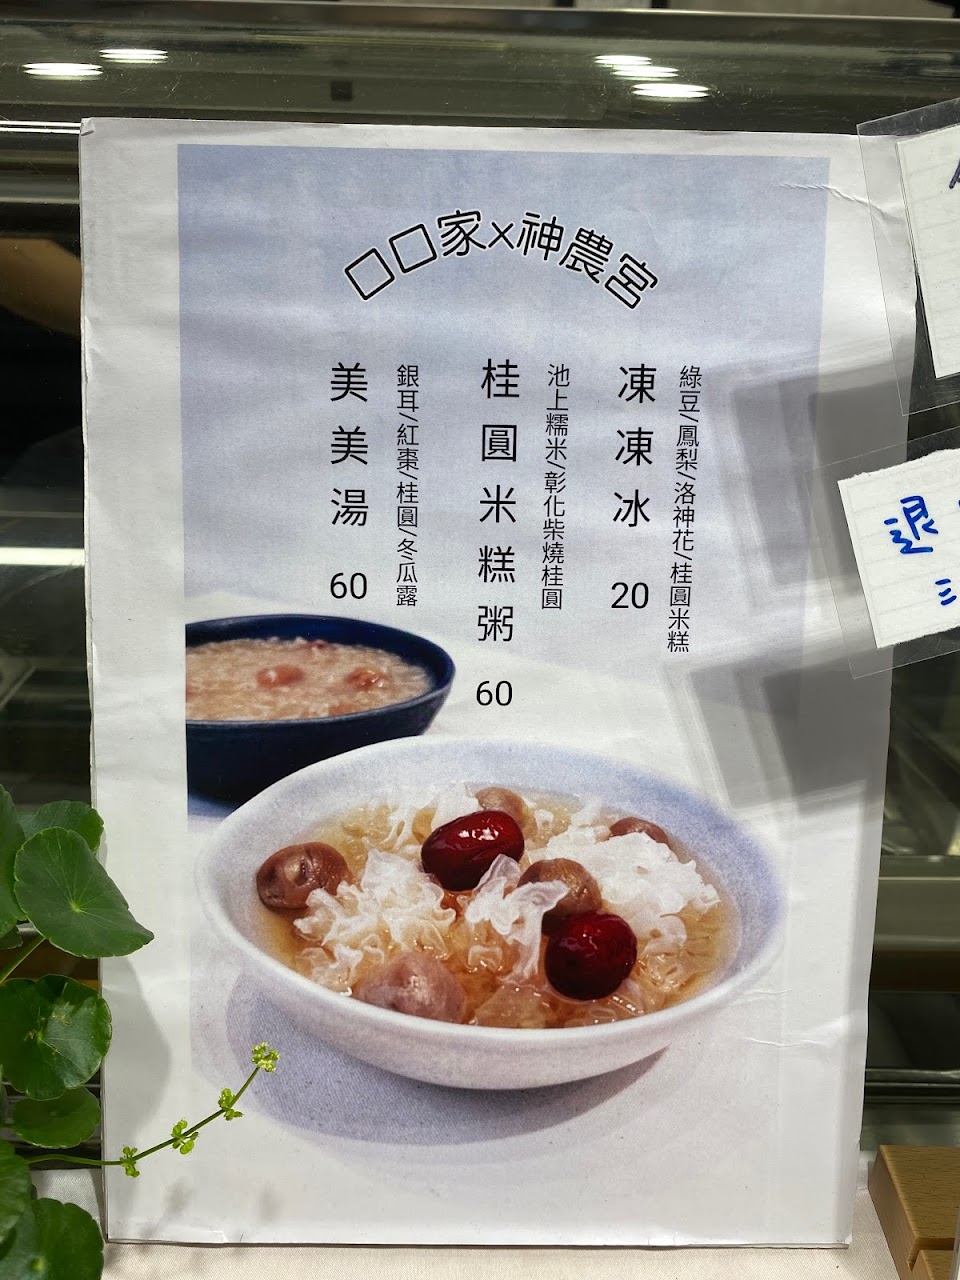 口口家×神農宮
凍凍冰 20
綠豆/鳳梨/洛神花/桂圓米糕
桂圓米糕粥 60
池上糯米/彰化柴燒桂圓
美美湯 60
銀耳/紅棗/桂圓/冬瓜露
退
三